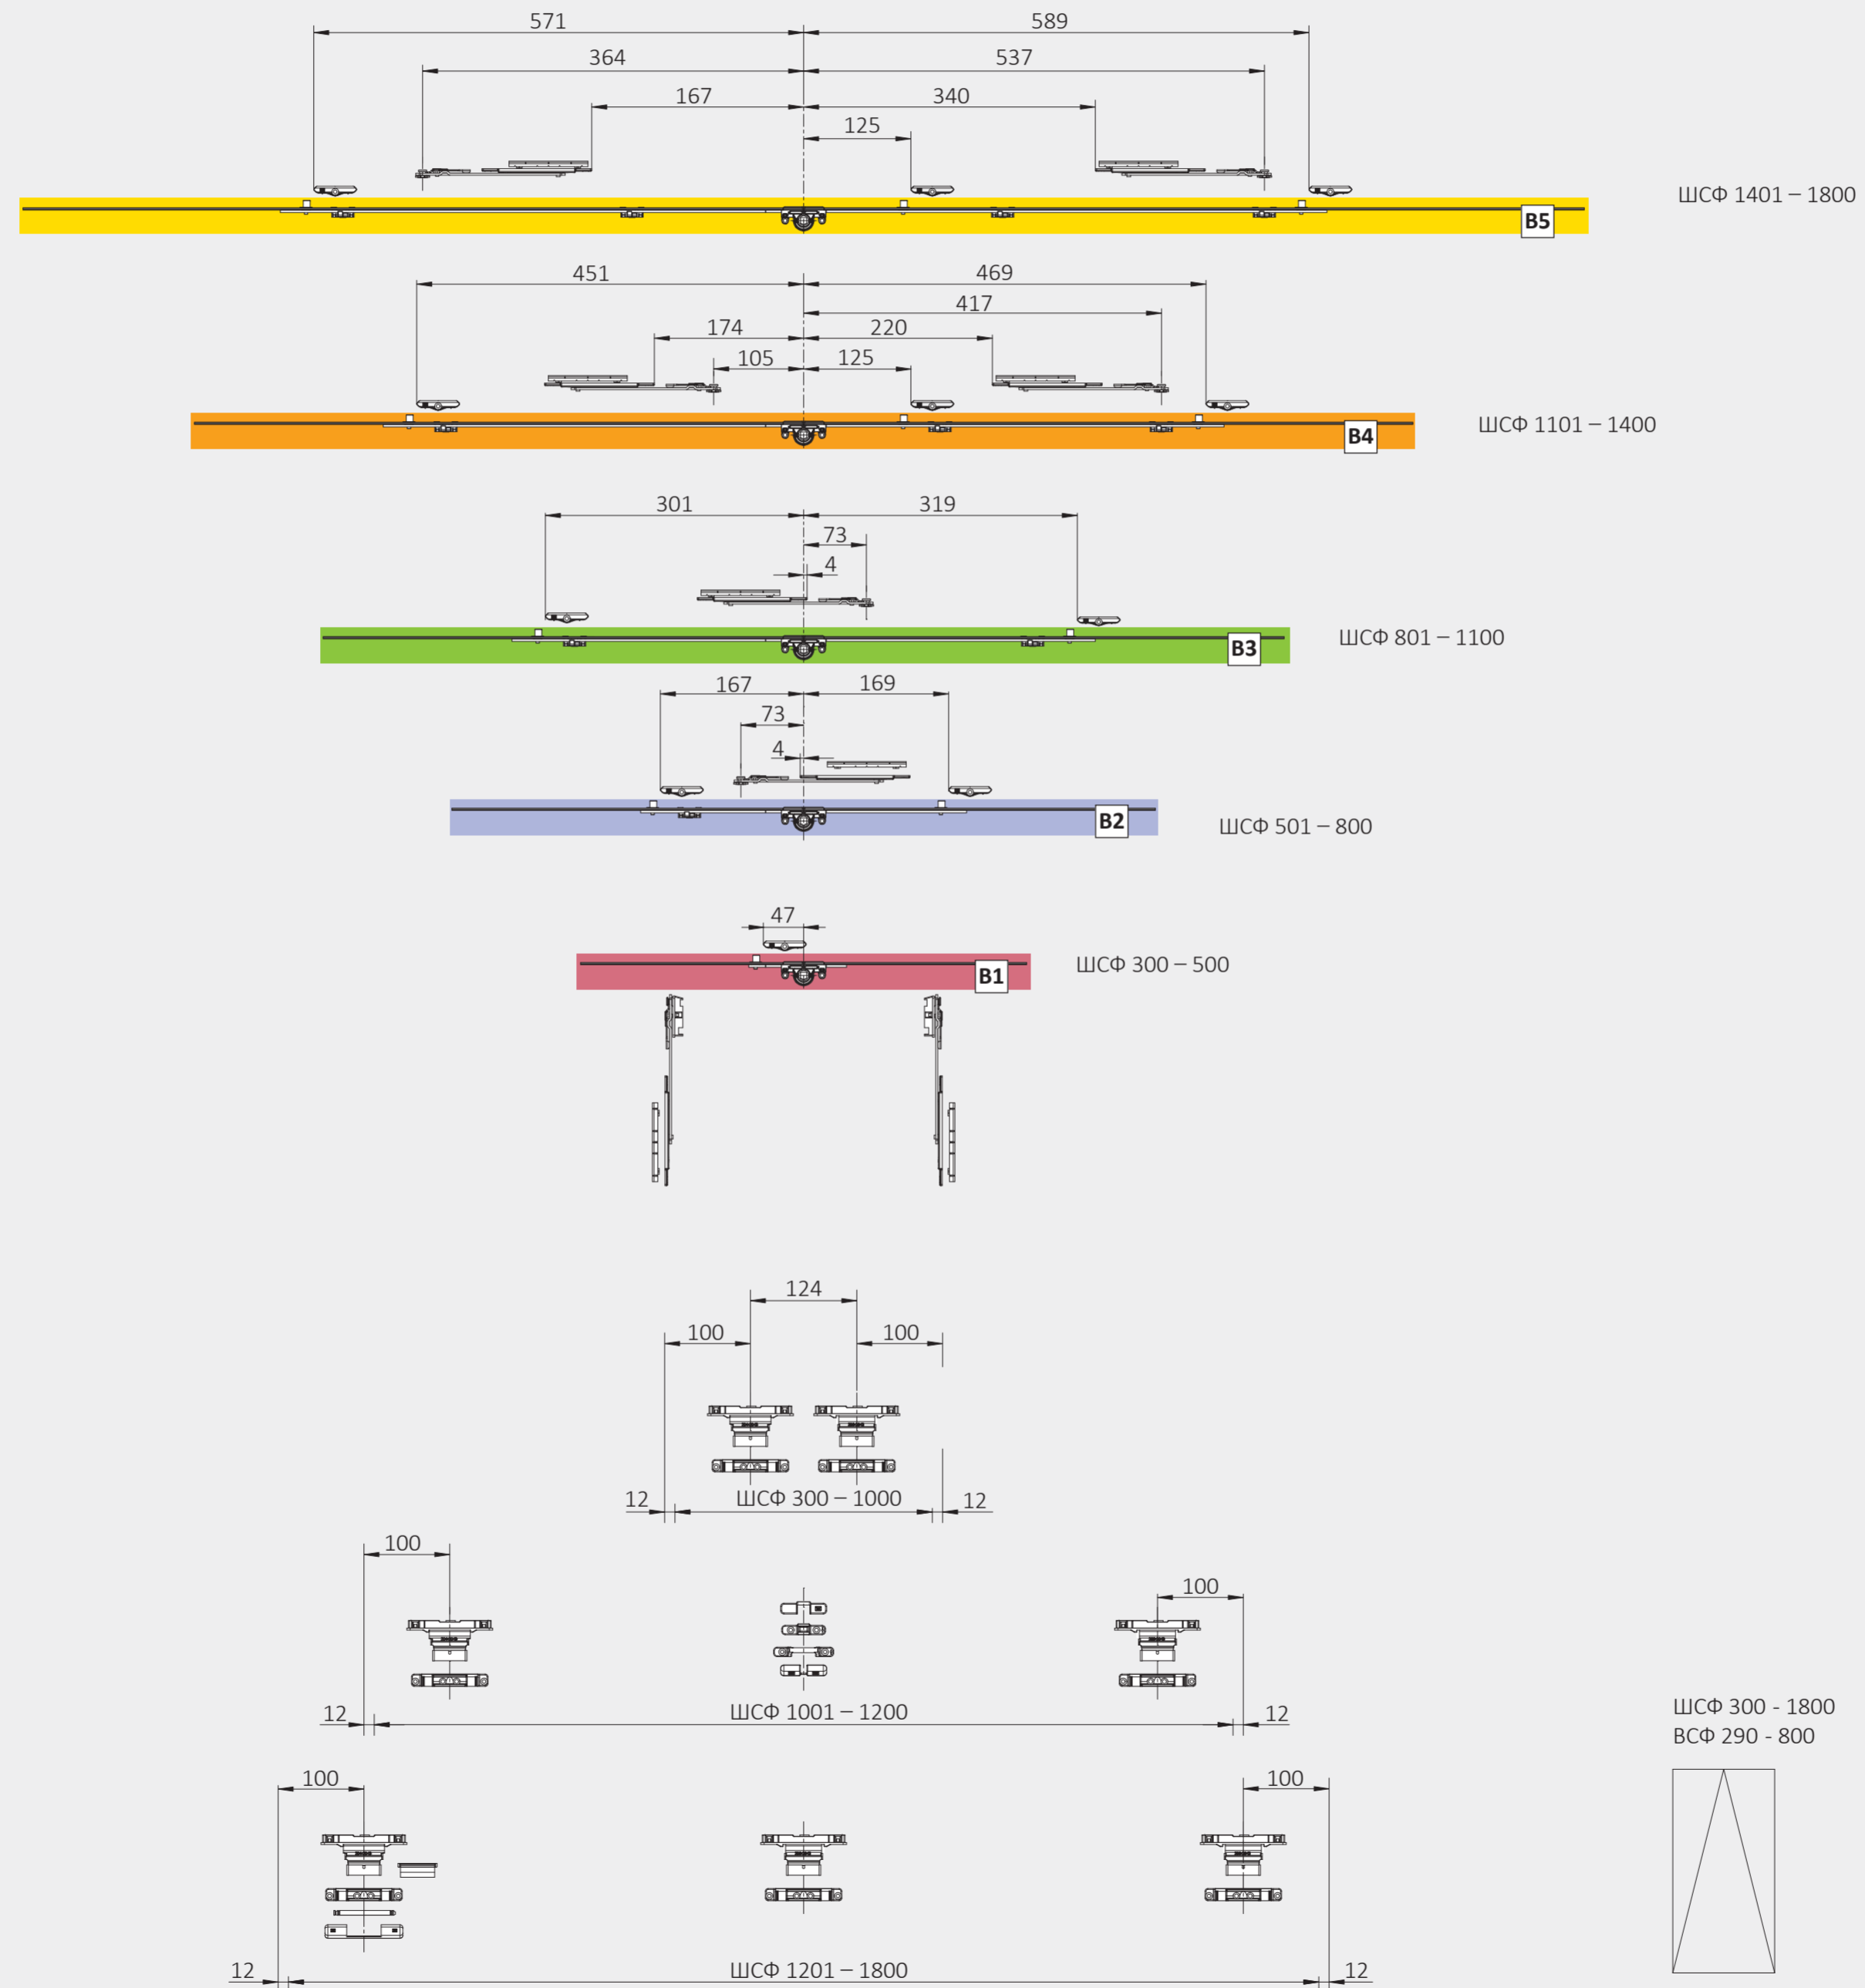 571 589
364 537
167 340
125
ШСФ 1401 – 1800
B5
451 469
417
174 220
105 125
ШСФ 1101 – 1400
B4
301 319
73
4
ШСФ 801 – 1100
B3
167 169
73
4
B2
ШСФ 501 – 800
47
ШСФ 300 – 500
B1
124
100 100
12 ШСФ 300 – 1000 12
100
100
12 ШСФ 1001 – 1200 12
ШСФ 300 - 1800
ВСФ 290 - 800
100 100
12 ШСФ 1201 – 1800 12